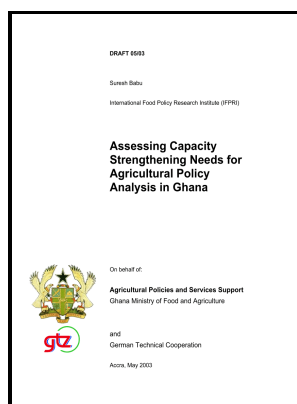 DRAFT 05/03
Suresh Babu
International Food Policy Research Institute (IFPRI)
Assessing Capacity
Strengthening Needs for
Agricultural Policy
Analysis in Ghana
On behalf of:
Agricultural Policies and Services Support
Ghana Ministry of Food and Agriculture
gtz
and
German Technical Cooperation
Accra, May 2003